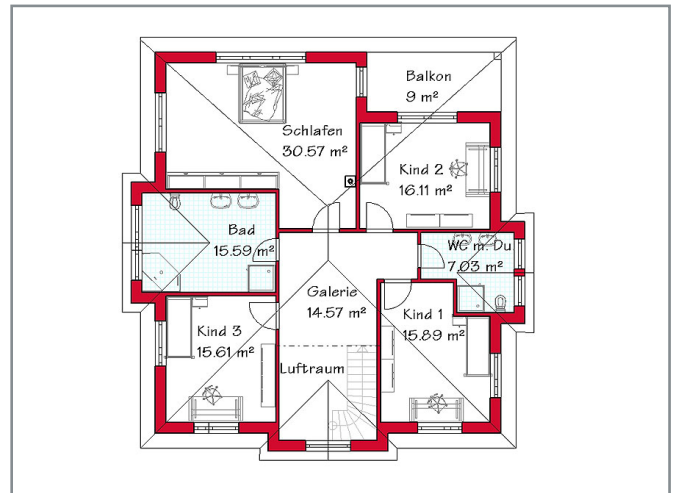 Balkon
9 m²
Schlafen
30.57 m²
Kind 2
16.11 m²
Bad
15.59 m²
WC m. Du
7.03 m²
Galerie
14.57 m²
Kind 1
15.89 m²
Kind 3
15.61 m²
Luftraum